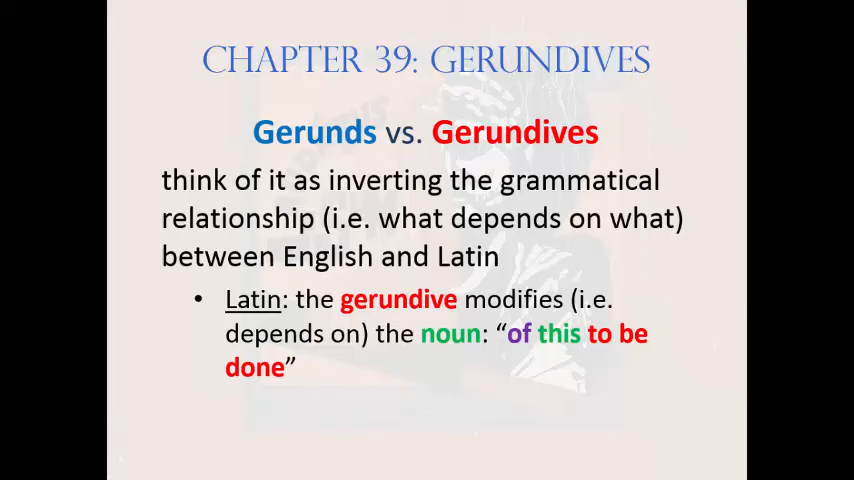 CHAPTER 39: GERUNDIVES
Gerunds vs. Gerundives
think of it as inverting the grammatical
relationship (i.e. what depends on what)
between English and Latin
• Latin: the gerundive modifies (i.e.
depends on) the noun: “of this to be
done”